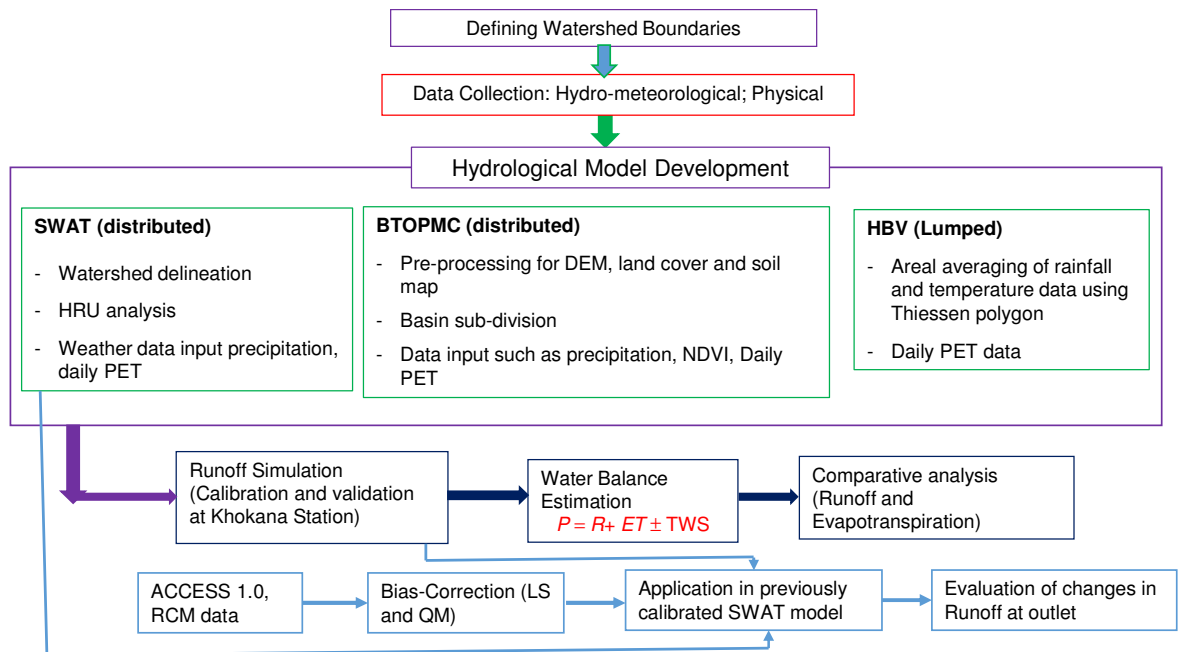 Defining Watershed Boundaries
Data Collection: Hydro-meteorological; Physical
Hydrological Model Development
SWAT (distributed)
- Watershed delineation
- HRU analysis
- Weather data input precipitation,
daily PET
BTOPMC (distributed)
- Pre-processing for DEM, land cover and soil
map
- Basin sub-division
- Data input such as precipitation, NDVI, Daily
PET
HBV (Lumped)
- Areal averaging of rainfall
and temperature data using
Thiessen polygon
- Daily PET data
Runoff Simulation
(Calibration and validation
at Khokana Station)
Water Balance
Estimation
P = R+ ET ± TWS
Comparative analysis
(Runoff and
Evapotranspiration)
ACCESS 1.0,
RCM data
Bias-Correction (LS
and QM)
Application in previously
calibrated SWAT model
Evaluation of changes in
Runoff at outlet